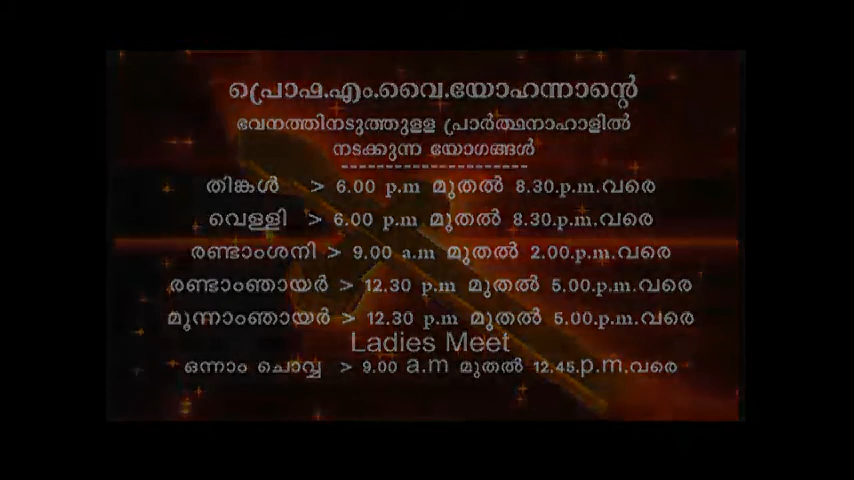 പ്രൊഫ.എം.വൈ.യോഹന്നാന്റെ
വേനത്തിനടുത്തുളള പ്രാർത്ഥനാഹാളിൽ
നടക്കുന്ന യോഗങ്ങൾ
--------------------
തിങ്കൾ > 6.00 p.m മുതൽ 8.30.p.m.വരെ
വെള്ളി > 6.00 p.m മുതൽ 8.30.p.m.വരെ
രണ്ടാംശനി > 9.00 a.m മുതൽ 2.00.p.m.വരെ
രണ്ടാംഞായർ > 12.30 p.m മുതൽ 5.00.p.m.വരെ
മൂന്നാംഞായർ > 12.30 p.m മുതൽ 5.00.p.m.വരെ
Ladies Meet
ഒന്നാം ചൊവ്വ > 9.00 a.m മുതൽ 12.45.p.m.വരെ